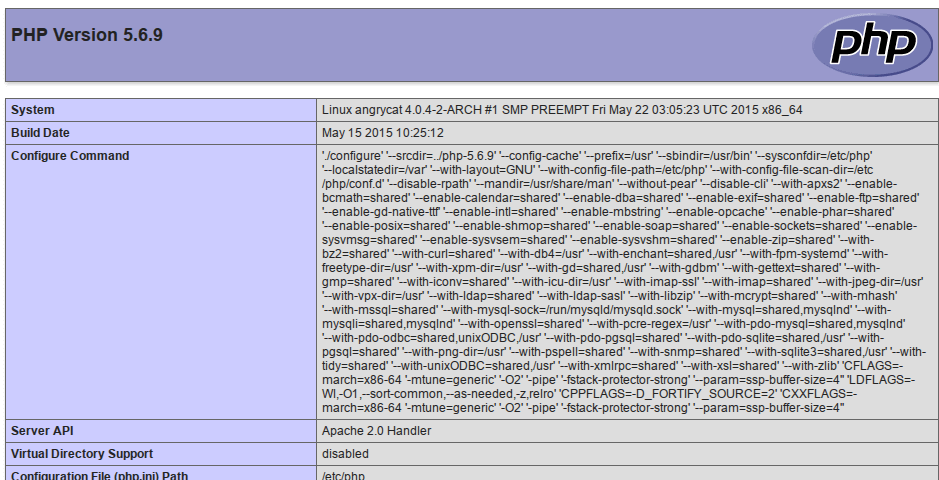 PHP Version 5.6.9
php
System Linux angrycat 4.0.4-2-ARCH #1 SMP PREEMPT Fri May 22 03:05:23 UTC 2015 x86_64
Build Date May 15 2015 10:25:12
Configure Command './configure' '--srcdir=../php-5.6.9' '--config-cache' '--prefix=/usr' '--sbindir=/usr/bin' '--sysconfdir=/etc/php'
'--localstatedir=/var' '--with-layout=GNU' '--with-config-file-path=/etc/php' '--with-config-file-scan-dir=/etc
/php/conf.d' '--disable-rpath' '--mandir=/usr/share/man' '--without-pear' '--disable-cli' '--with-apxs2' '--enable-
bcmath=shared' '--enable-calendar=shared' '--enable-dba=shared' '--enable-exif=shared' '--enable-ftp=shared'
'--enable-gd-native-ttf' '--enable-intl=shared' '--enable-mbstring' '--enable-opcache' '--enable-phar=shared'
'--enable-posix=shared' '--enable-shmop=shared' '--enable-soap=shared' '--enable-sockets=shared' '--enable-
sysvmsg=shared' '--enable-sysvsem=shared' '--enable-sysvshm=shared' '--enable-zip=shared' '--with-
bz2=shared' '--with-curl=shared' '--with-db4=/usr' '--with-enchant=shared,/usr' '--with-fpm-systemd' '--with-
freetype-dir=/usr' '--with-xpm-dir=/usr' '--with-gd=shared,/usr' '--with-gdbm' '--with-gettext=shared' '--with-
gmp=shared' '--with-iconv=shared' '--with-icu-dir=/usr' '--with-imap-ssl' '--with-imap=shared' '--with-jpeg-dir=/usr'
'--with-vpx-dir=/usr' '--with-ldap=shared' '--with-ldap-sasl' '--with-libzip' '--with-mcrypt=shared' '--with-mhash'
'--with-mssql=shared' '--with-mysql-sock=/run/mysqld/mysqld.sock' '--with-mysql=shared,mysqlnd' '--with-
mysqli=shared,mysqlnd' '--with-openssl=shared' '--with-pcre-regex=/usr' '--with-pdo-mysql=shared,mysqlnd'
'--with-pdo-odbc=shared,unixODBC,/usr' '--with-pdo-pgsql=shared' '--with-pdo-sqlite=shared,/usr' '--with-
pgsql=shared' '--with-png-dir=/usr' '--with-pspell=shared' '--with-snmp=shared' '--with-sqlite3=shared,/usr' '--with-
tidy=shared' '--with-unixODBC=shared,/usr' '--with-xmlrpc=shared' '--with-xsl=shared' '--with-zlib' 'CFLAGS=-
march=x86-64 '-mtune=generic' '-O2' '-pipe' '-fstack-protector-strong' '--param=ssp-buffer-size=4'' 'LDFLAGS=-
Wl,-O1,--sort-common,--as-needed,-z,relro' 'CPPFLAGS=-D_FORTIFY_SOURCE=2' 'CXXFLAGS=-
march=x86-64 '-mtune=generic' '-O2' '-pipe' '-fstack-protector-strong' '--param=ssp-buffer-size=4''
Server API Apache 2.0 Handler
Virtual Directory Support disabled
Configuration File (php.ini) Path /etc/php